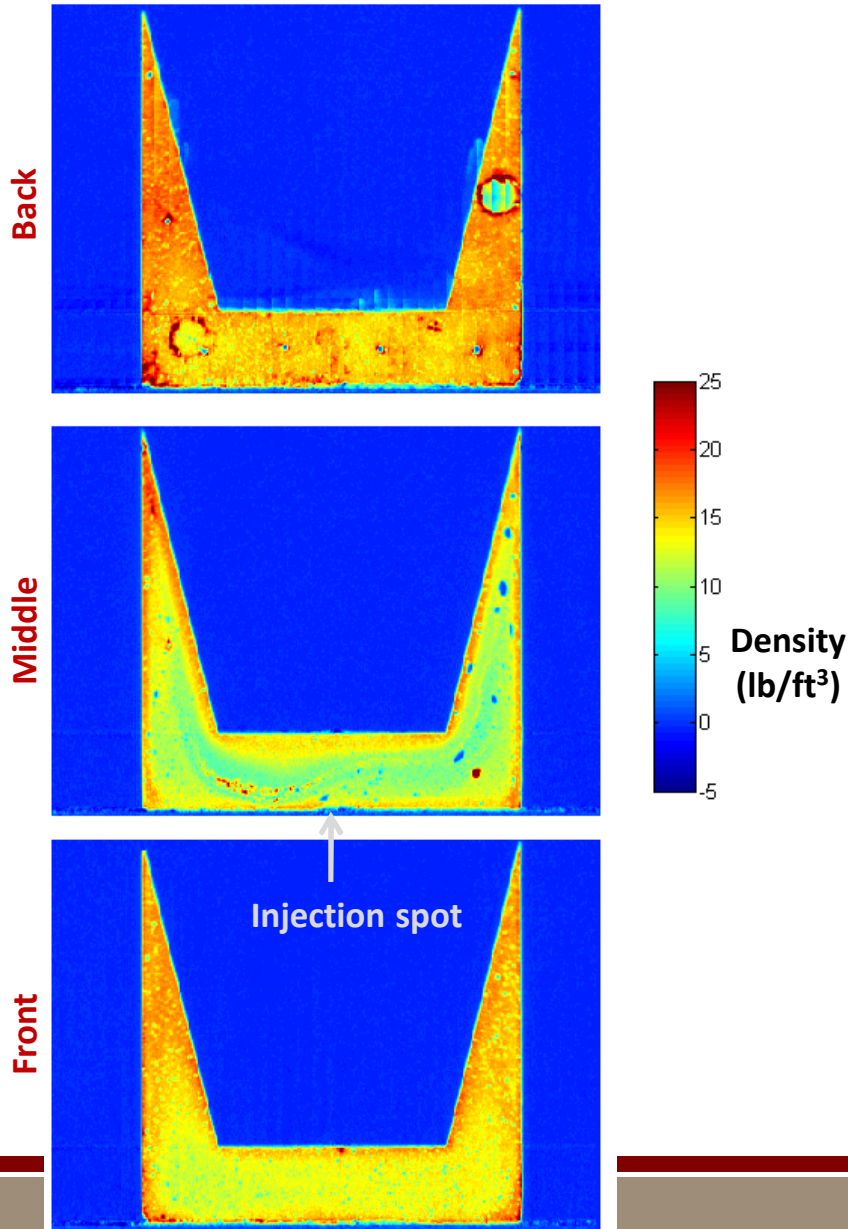 Back
25
20
15
10
5
0
-5
Density
(lb/ft³)
Middle
Injection spot
Front